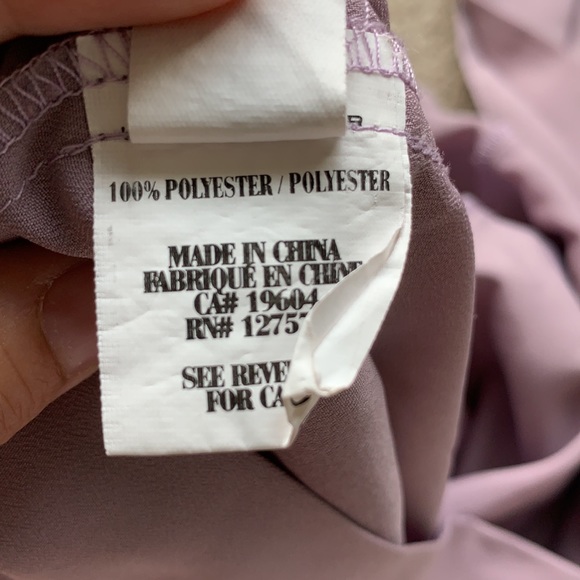 100% POLYESTER / POLYESTER
MADE IN CHINA
FABRIQUÉ EN
CA# 19604
RN#
SEE
FOR